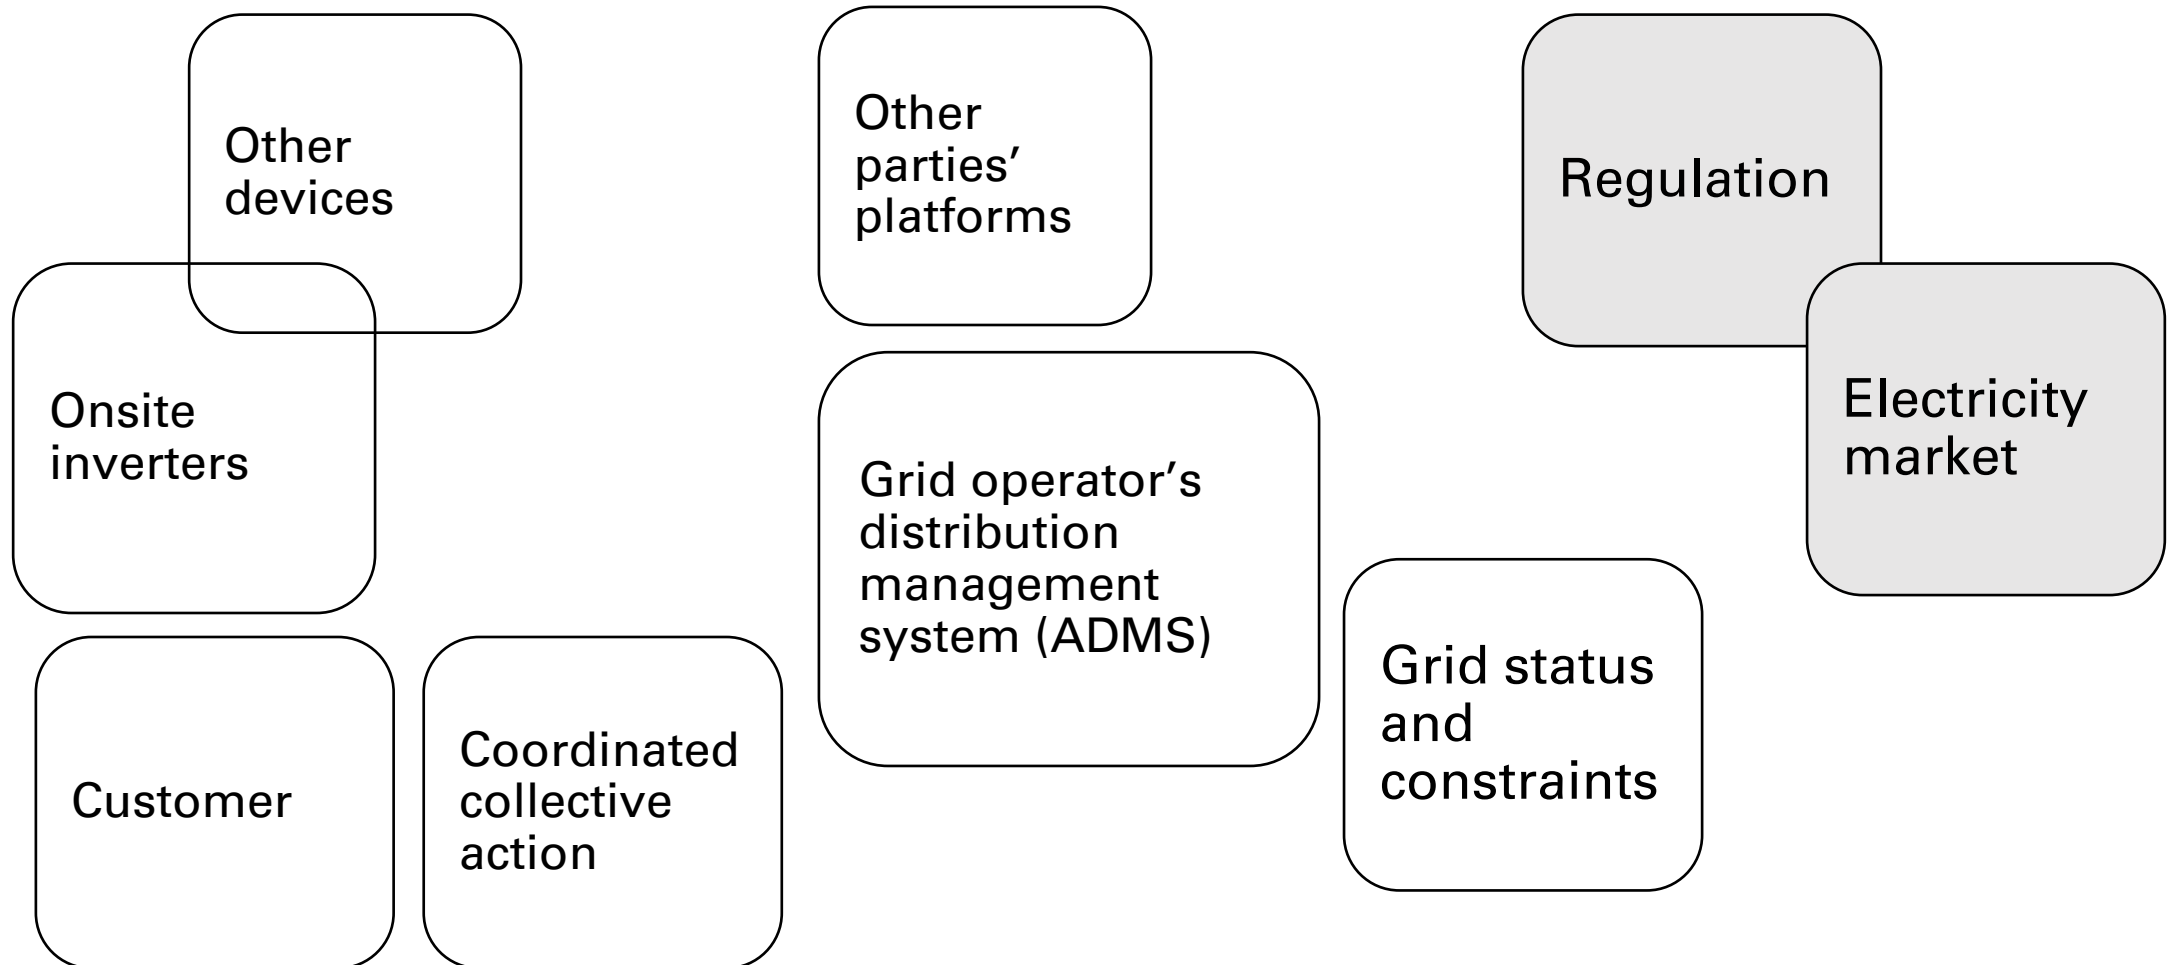 Other
devices
Other
parties’
platforms
Regulation
Onsite
inverters
Grid operator’s
distribution
management
system (ADMS)
Electricity
market
Customer
Coordinated
collective
action
Grid status
and
constraints